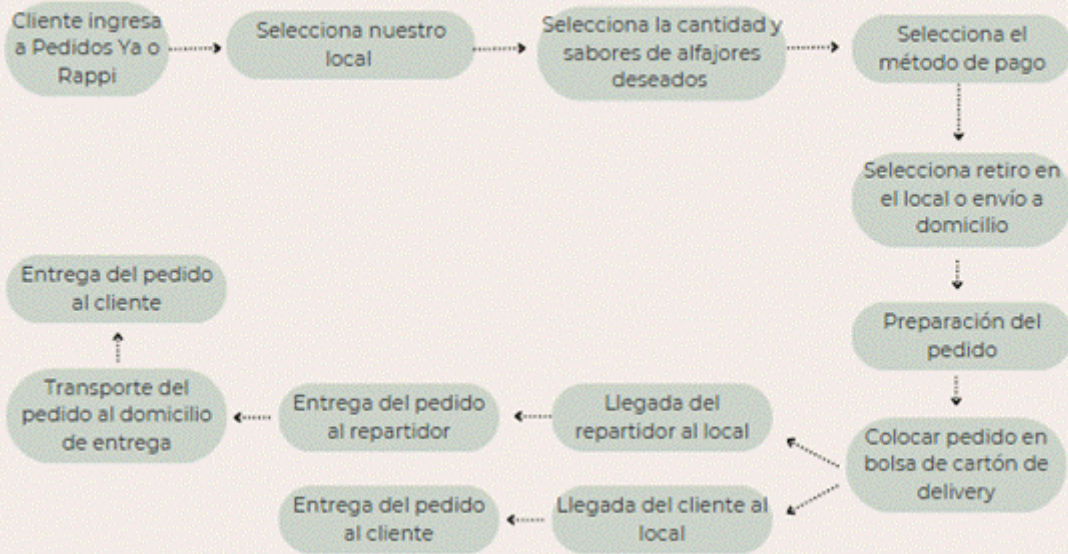 Cliente ingresa
a Pedidos Ya o
Rappi
Selecciona nuestro
local
Selecciona la cantidad y
sabores de alfajores
deseados
Selecciona el
método de pago
Selecciona retiro en
el local o envío a
domicilio
Preparación del
pedido
Colocar pedido en
bolsa de cartón de
delivery
Llegada del
repartidor al local
Entrega del pedido
al repartidor
Transporte del
pedido al domicilio
de entrega
Entrega del pedido
al cliente
Llegada del cliente al
local
Entrega del pedido
al cliente